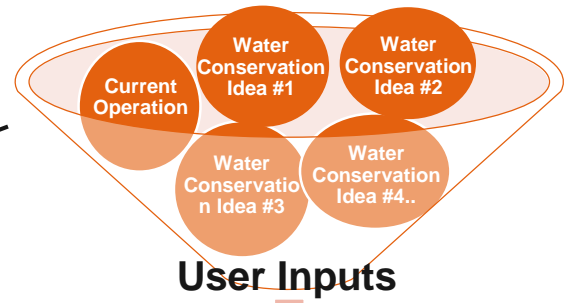 Current
Operation
Water
Conservation
Idea #1
Water
Conservation
Idea #2
Water
Conservatio
n Idea #3
Water
Conservation
Idea #4..
User Inputs